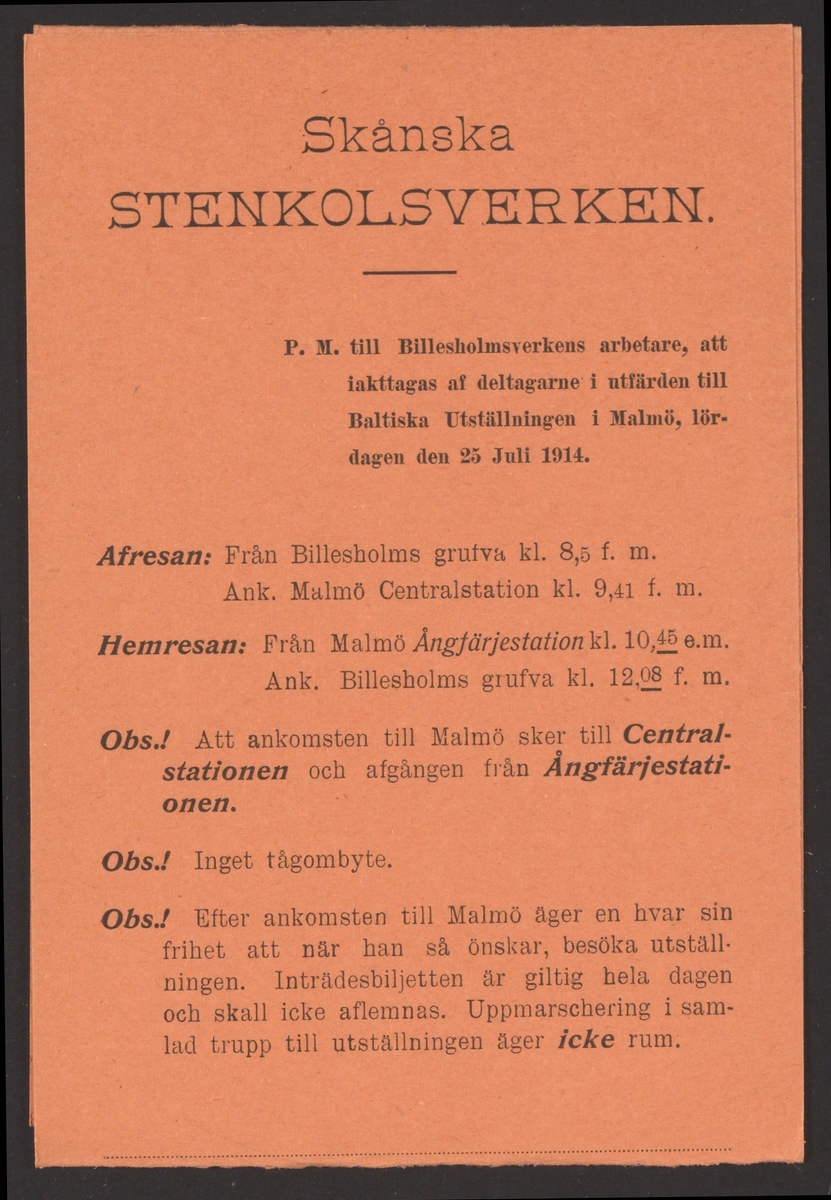 Skånska
STENKOLSVERKEN.
P. M. till Billesholmsverkens arbetare, att
iakttagas af deltagarne i utfärden till
Baltiska Utställningen i Malmö, lör-
dagen den 25 Juli 1914.
Afresan: Från Billesholms grufva kl. 8,5 f. m.
Ank. Malmö Centralstation kl. 9,41 f. m.
Hemresan: Från Malmö Ångfärjestation kl. 10,45 e.m.
Ank. Billesholms grufva kl. 12,08 f. m.
Obs.! Att ankomsten till Malmö sker till Central-
stationen och afgången från Ångfärjestati-
onen.
Obs.! Inget tågombyte.
Obs.! Efter ankomsten till Malmö äger en hvar sin
frihet att när han så önskar, besöka utställ-
ningen. Inträdesbiljetten är giltig hela dagen
och skall icke aflemnas. Uppmarschering i sam-
lad trupp till utställningen äger icke rum.